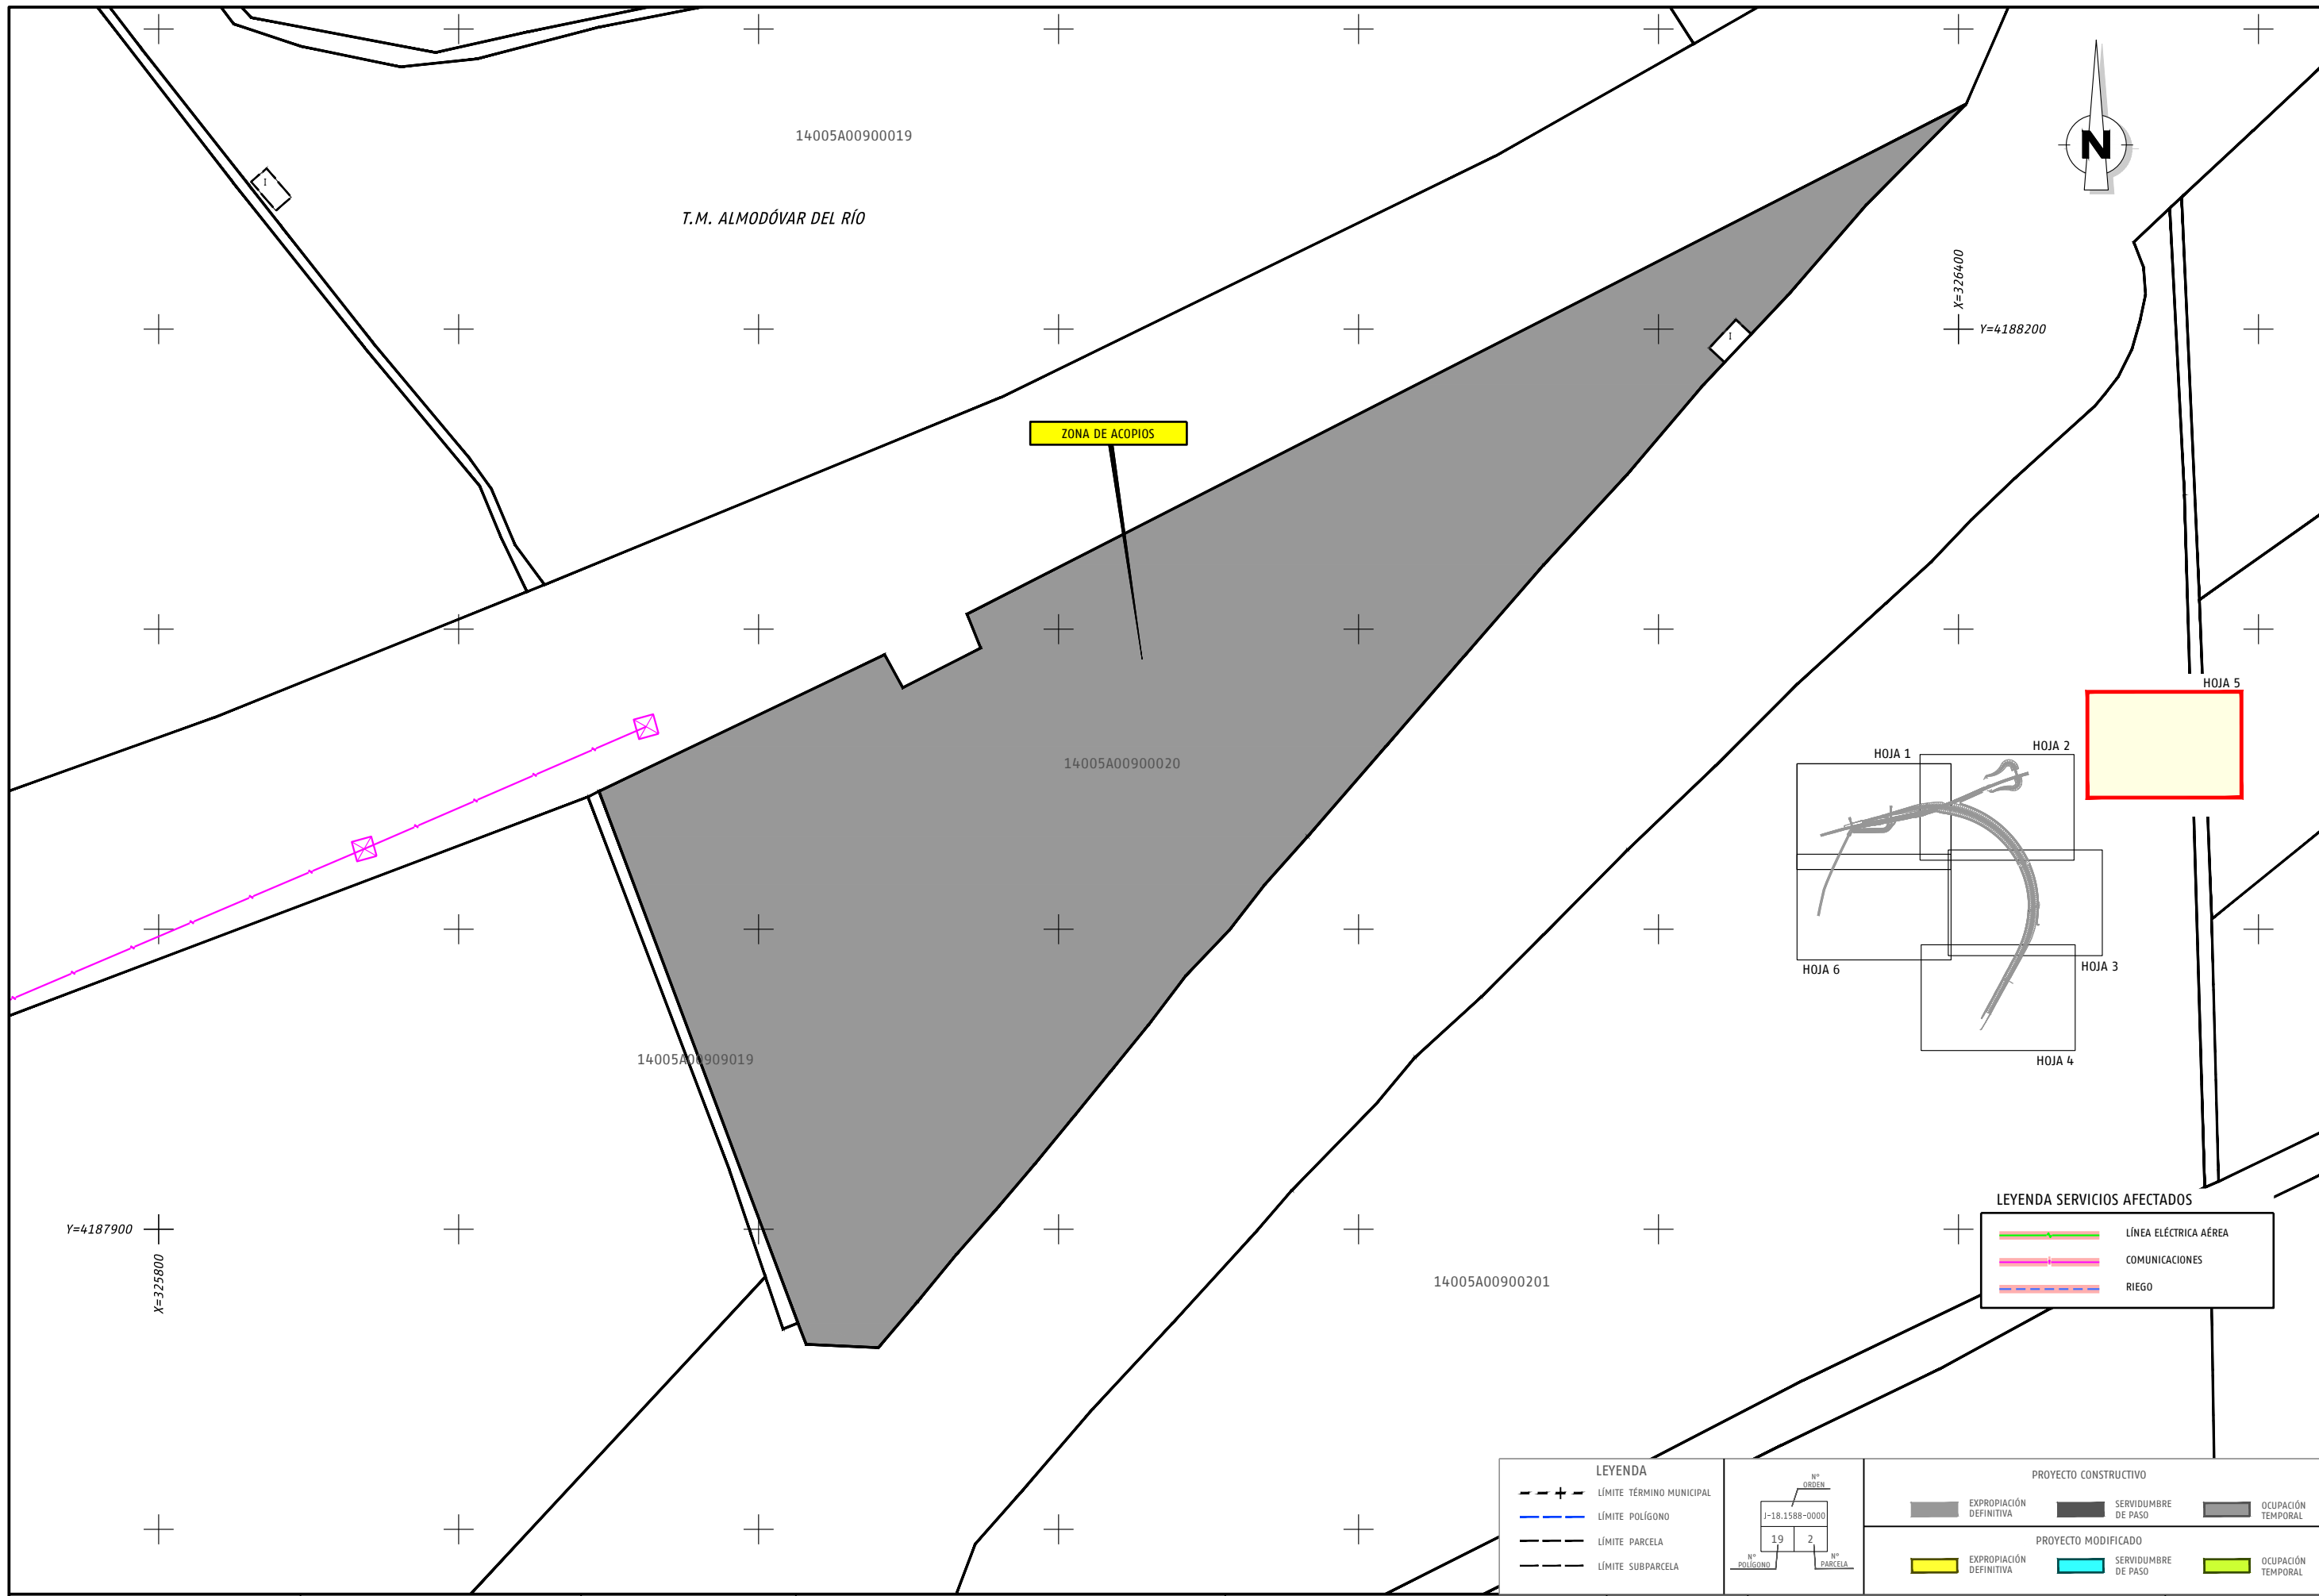 14005A00900019
N
I
T.M. ALMODÓVAR DEL RÍO
X=326400
Y=4188200
I
ZONA DE ACOPIOS
HOJA 5
HOJA 2
HOJA 1
14005A00900020
HOJA 3
HOJA 6
14005A00909019
HOJA 4
LEYENDA SERVICIOS AFECTADOS
LÍNEA ELÉCTRICA AÉREA
COMUNICACIONES
RIEGO
Y=4187900
X=325800
14005A00900201
LEYENDA
LÍMITE TÉRMINO MUNICIPAL
LÍMITE POLÍGONO
LÍMITE PARCELA
LÍMITE SUBPARCELA
Nº
ORDEN
J-18.1588-0000
19 2
Nº
POLÍGONO
Nº
PARCELA
PROYECTO CONSTRUCTIVO
EXPROPIACIÓN
DEFINITIVA
SERVIDUMBRE
DE PASO
OCUPACIÓN
TEMPORAL
PROYECTO MODIFICADO
EXPROPIACIÓN
DEFINITIVA
SERVIDUMBRE
DE PASO
OCUPACIÓN
TEMPORAL